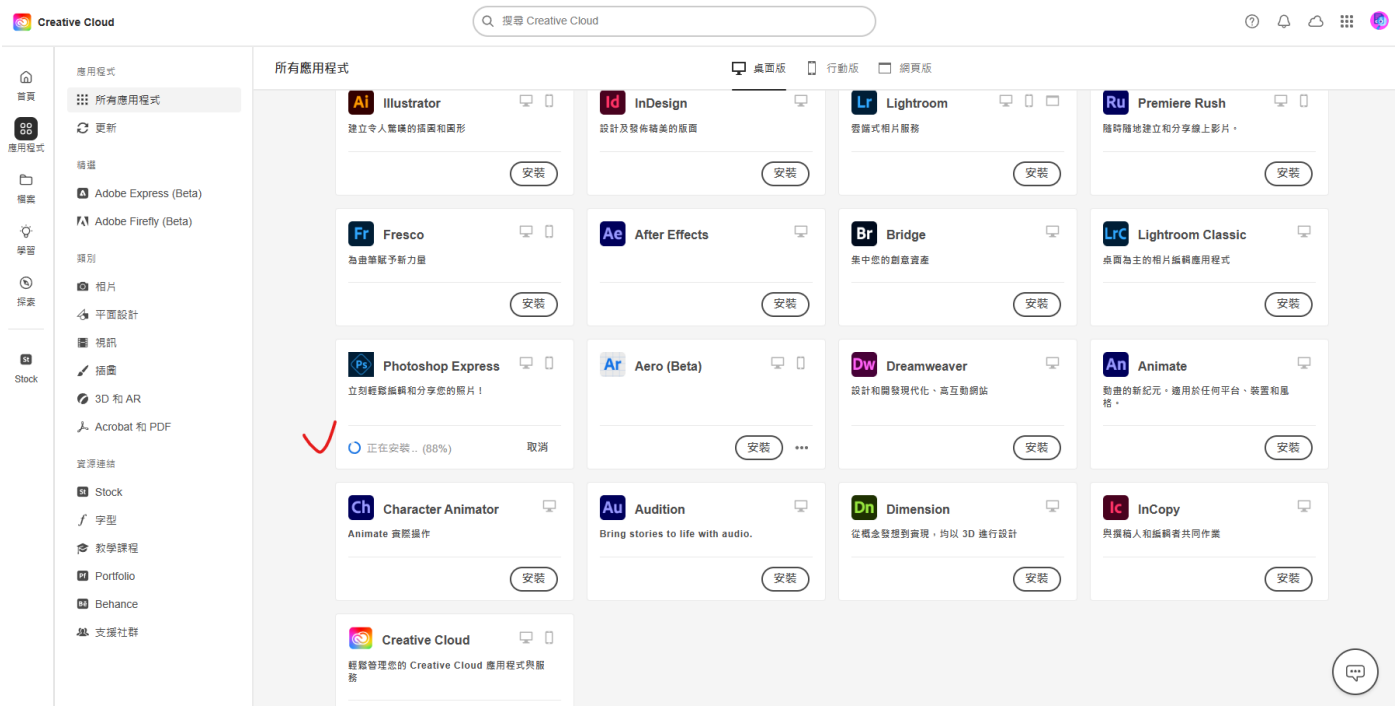 Creative Cloud
搜尋 Creative Cloud
首頁
應用程式
檔案
學習
探索
St
Stock
應用程式
所有應用程式
更新
精選
Adobe Express (Beta)
Adobe Firefly (Beta)
類別
相片
平面設計
視訊
插圖
3D 和 AR
Acrobat 和 PDF
資源連結
St Stock
字型
教學課程
Pf Portfolio
Bē Behance
支援社群
所有應用程式
桌面版
行動版
網頁版
Ai Illustrator
建立令人驚嘆的插圖和圖形
安裝
Id InDesign
設計及發佈精美的版面
安裝
Lr Lightroom
雲端式相片服務
安裝
Ru Premiere Rush
隨時隨地建立和分享線上影片。
安裝
Fr Fresco
為畫筆賦予新力量
安裝
Ae After Effects
安裝
Br Bridge
集中您的創意資產
安裝
LrC Lightroom Classic
桌面為主的相片編輯應用程式
安裝
Ps Photoshop Express
立刻輕鬆編輯和分享您的照片！
正在安裝... (88%)
取消
Ar Aero (Beta)
安裝
Dw Dreamweaver
設計和開發現代化、高互動網站
安裝
An Animate
動畫的新紀元。適用於任何平台、裝置和風
格。
安裝
Ch Character Animator
Animate 實際操作
安裝
Au Audition
Bring stories to life with audio.
安裝
Dn Dimension
從概念發想到實現，均以 3D 進行設計
安裝
Ic InCopy
與撰稿人和編輯者共同作業
安裝
Creative Cloud
輕鬆管理您的 Creative Cloud 應用程式與服
務